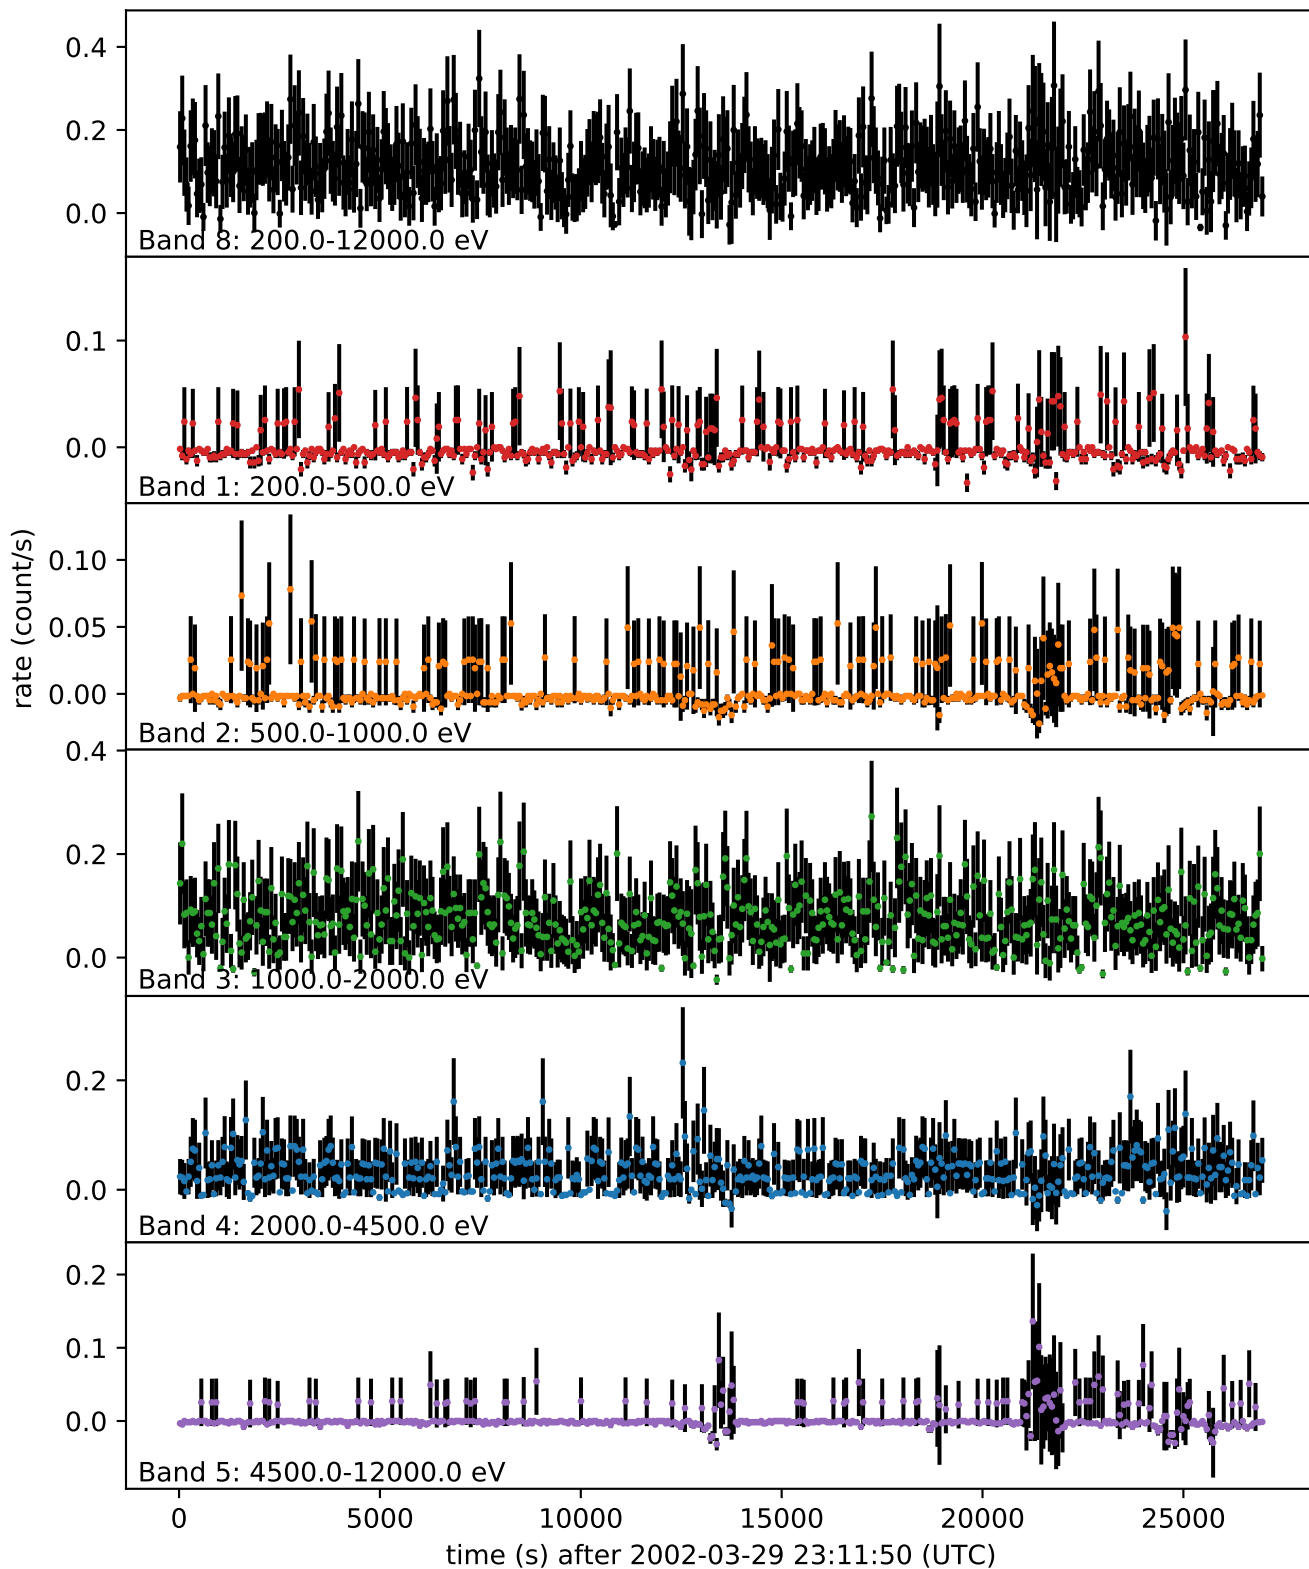 0.4
0.2
0.0
Band 8: 200.0-12000.0 eV
0.1
0.0
Band 1: 200.0-500.0 eV
rate (count/s)
0.10
0.05
0.00
Band 2: 500.0-1000.0 eV
0.4
0.2
0.0
Band 3: 1000.0-2000.0 eV
0.2
0.0
Band 4: 2000.0-4500.0 eV
0.2
0.1
0.0
Band 5: 4500.0-12000.0 eV
0 5000 10000 15000 20000 25000
time (s) after 2002-03-29 23:11:50 (UTC)